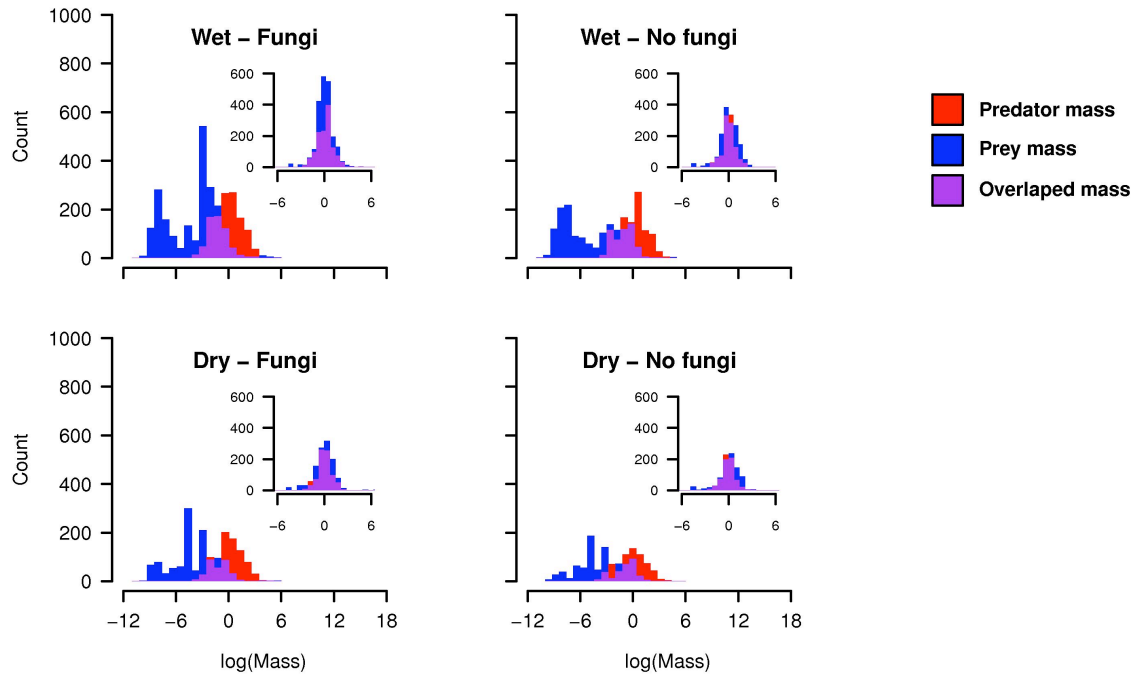 Wet – Fungi
1000
800
600
400
200
0
Count
600
400
200
0
−6 0 6
Wet – No fungi
600
400
200
0
−6 0 6
Predator mass
Prey mass
Overlaped mass
Dry – Fungi
1000
800
600
400
200
0
Count
600
400
200
0
−6 0 6
−12 −6 0 6 12 18
log(Mass)
Dry – No fungi
600
400
200
0
−6 0 6
−12 −6 0 6 12 18
log(Mass)